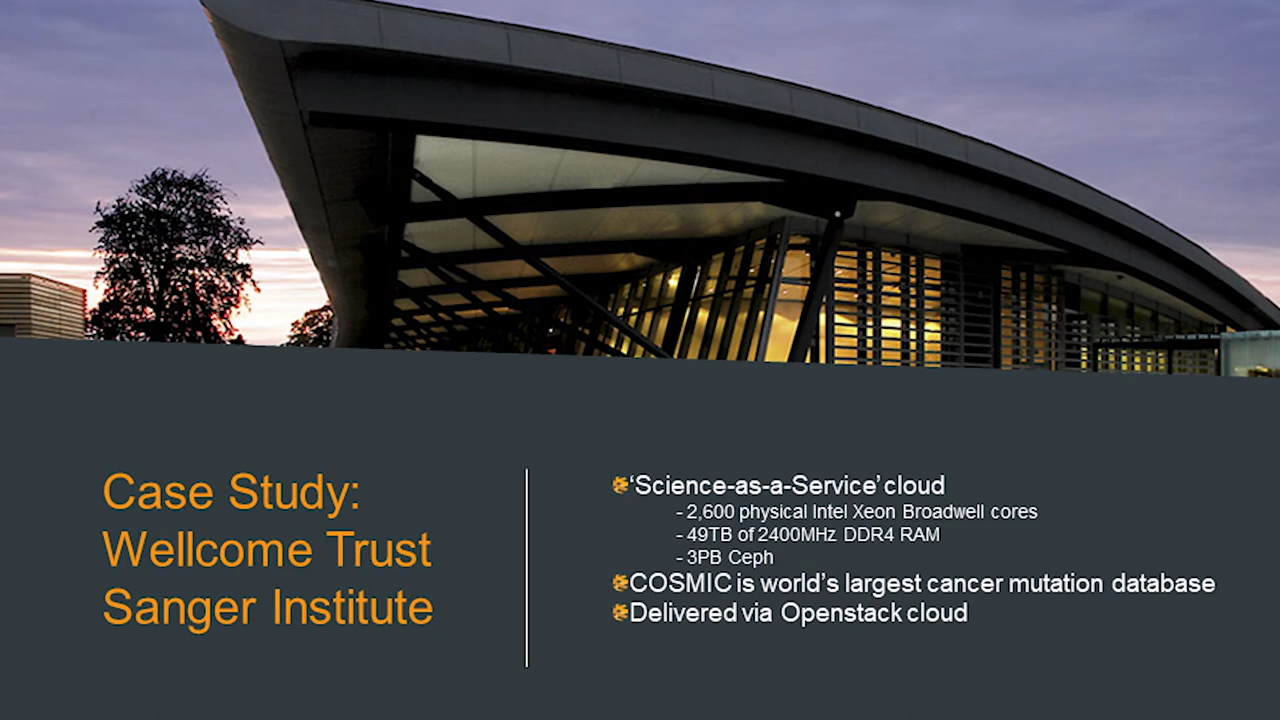 Case Study:
Wellcome Trust
Sanger Institute
‘Science-as-a-Service’ cloud
- 2,600 physical Intel Xeon Broadwell cores
- 49TB of 2400MHz DDR4 RAM
- 3PB Ceph
COSMIC is world’s largest cancer mutation database
Delivered via Openstack cloud